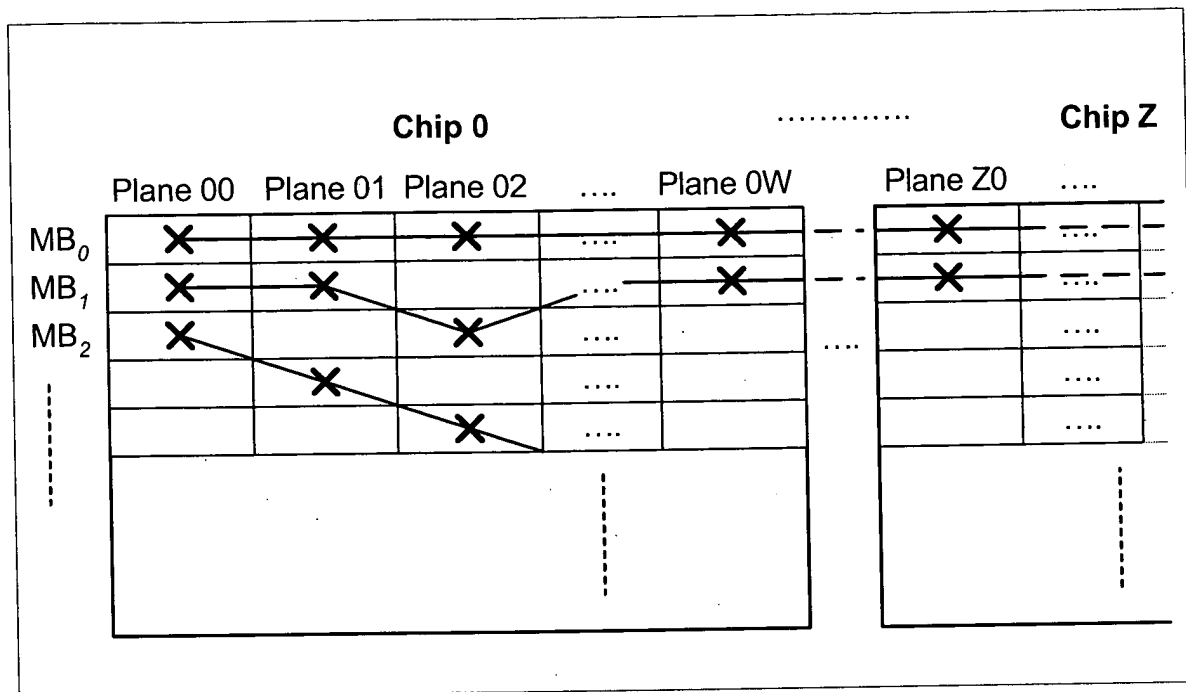 Chip 0 ............. Chip Z
Plane 00 Plane 01 Plane 02 .... Plane 0W Plane Z0 ....
MB0 .... ....
MB1 .... ....
MB2 .... .... ....
.... ....
.... ....